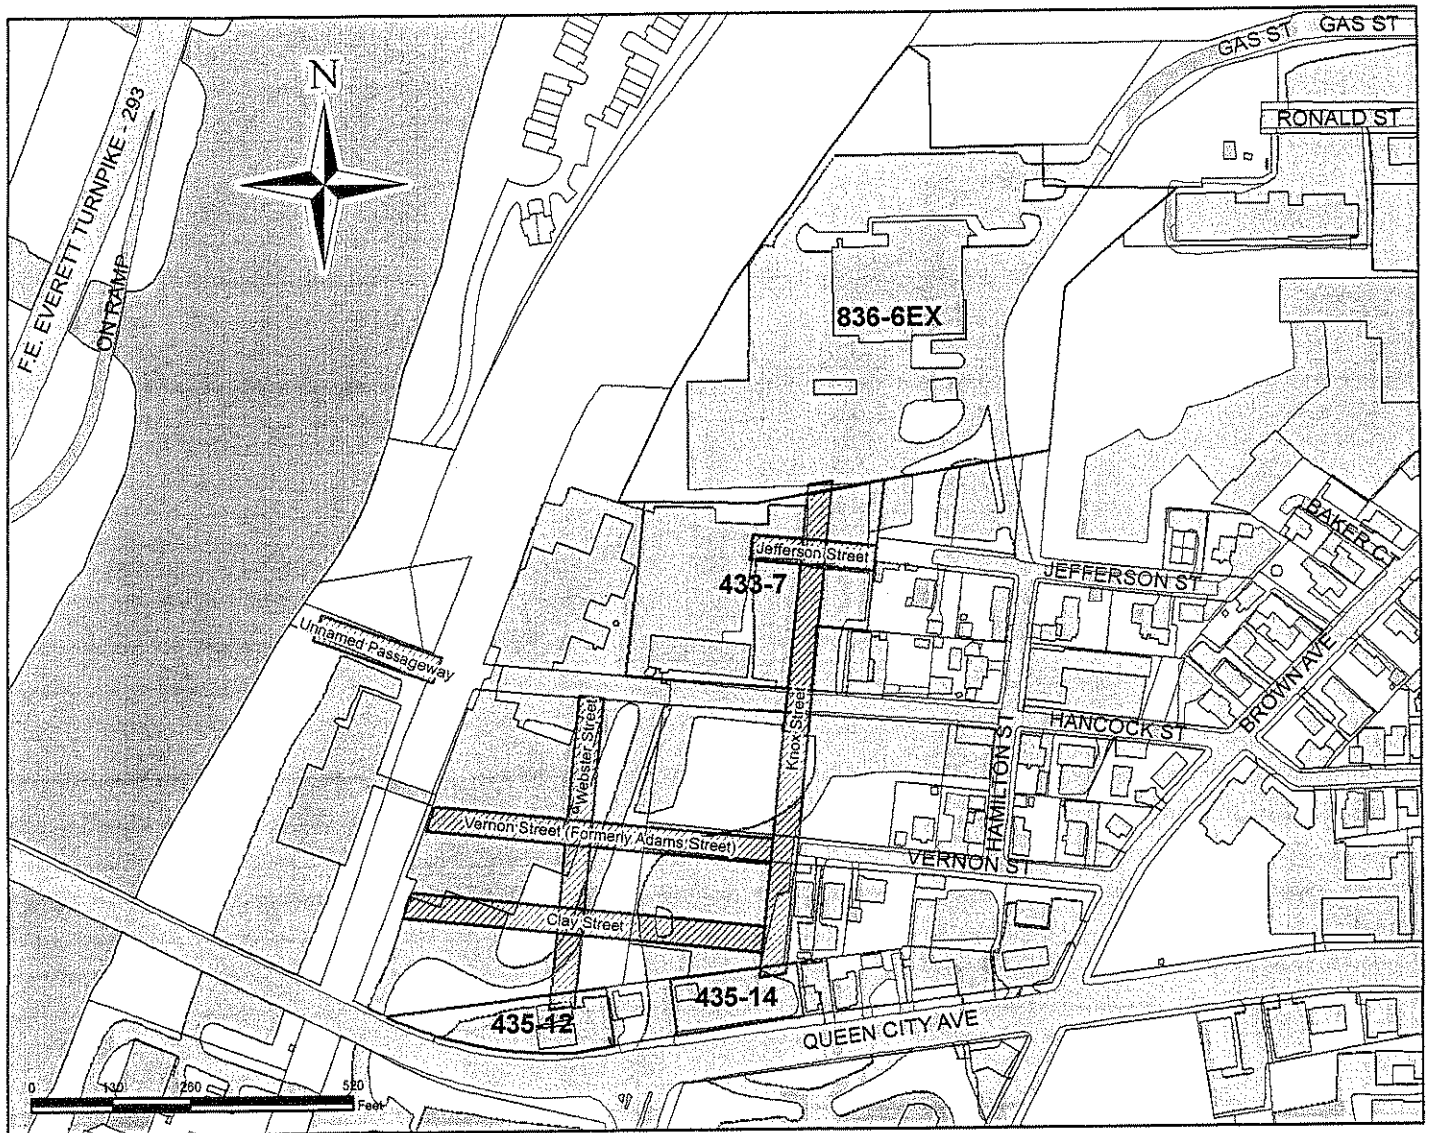 GAS ST
GAS ST
RONALD ST
N
F.E. EVERETT TURNPIKE - 293
ON RAMP
836-6EX
BAKER CT
Jefferson Street
JEFFERSON ST
433-7
Unnamed Passageway
BROWN AVE
Knox Street
Webster Street
HANCOCK ST
HAMILTON ST
Vernon Street (Formerly Adams Street)
VERNON ST
Clay Street
435-14
435-12
QUEEN CITY AVE
0 130 260 520
Feet